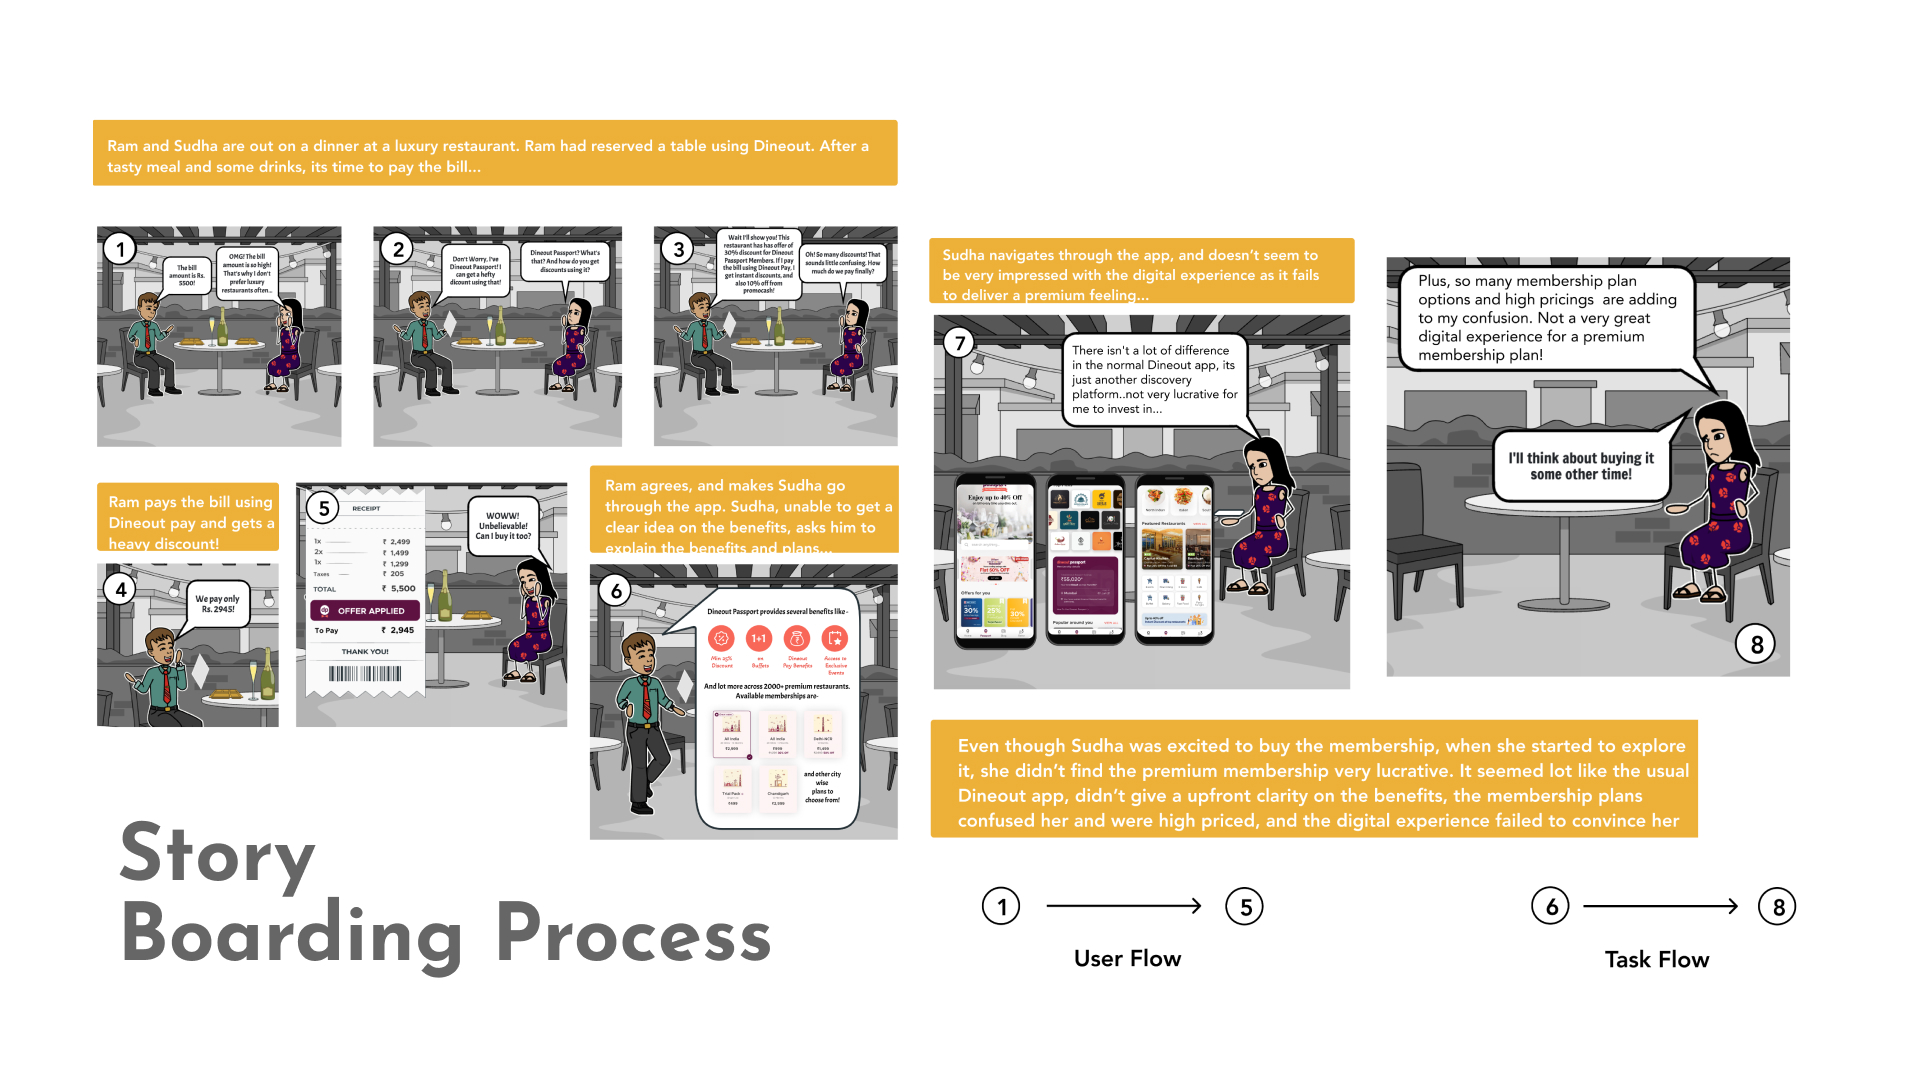 Ram and Sudha are out on a dinner at a luxury restaurant. Ram had reserved a table using Dineout. After a
tasty meal and some drinks, its time to pay the bill...
1
The bill
amount is Rs.
5500!
OMG! The bill
amount is so high!
That's why I don't
prefer luxury
restaurants often...
2
Don't Worry, I've
Dineout Passport! I
can get a hefty
dicount using that!
Dineout Passport? What's
that? And how do you get
discounts using it?
3
Wait I'll show you! This
restaurant has has offer of
30% discount for Dineout
Passport Members. If I pay
the bill using Dineout Pay, I
get instant discounts, and
also 10% off from
promocash!
Oh! So many discounts! That
sounds little confusing. How
much do we pay finally?
Ram pays the bill using
Dineout pay and gets a
heavy discount!
4
We pay only
Rs. 2945!
5
RECEIPT
1x ₹ 2,499
2x ₹ 1,499
1x ₹ 1,299
Taxes ₹ 205
TOTAL ₹ 5,500
OFFER APPLIED
To Pay ₹ 2,945
THANK YOU!
WOWW!
Unbelievable!
Can I buy it too?
Ram agrees, and makes Sudha go
through the app. Sudha, unable to get a
clear idea on the benefits, asks him to
explain the benefits and plans...
6
Dineout Passport provides several benefits like -
1+1
Min 25%
Discount
on
Buffets
Dineout
Pay Benefits
Access to
Exclusive
Events
And lot more across 2000+ premium restaurants.
Available memberships are-
All India
All India
Delhi NCR
Trial Pack
Chandigarh
and other city
wise
plans to
choose from!
Sudha navigates through the app, and doesn't seem to
be very impressed with the digital experience as it fails
to deliver a premium feeling...
7
There isn't a lot of difference
in the normal Dineout app, its
just another discovery
platform..not very lucrative for
me to invest in...
Enjoy up to 40% Off
Flat 50% OFF
Offers for you
30%
25%
30%
dineout passport
Popular around you
Featured Restaurants
Plus, so many membership plan
options and high pricings are adding
to my confusion. Not a very great
digital experience for a premium
membership plan!
I'll think about buying it
some other time!
8
Even though Sudha was excited to buy the membership, when she started to explore
it, she didn't find the premium membership very lucrative. It seemed lot like the usual
Dineout app, didn't give a upfront clarity on the benefits, the membership plans
confused her and were high priced, and the digital experience failed to convince her
Story
Boarding Process
1 5
User Flow
6 8
Task Flow